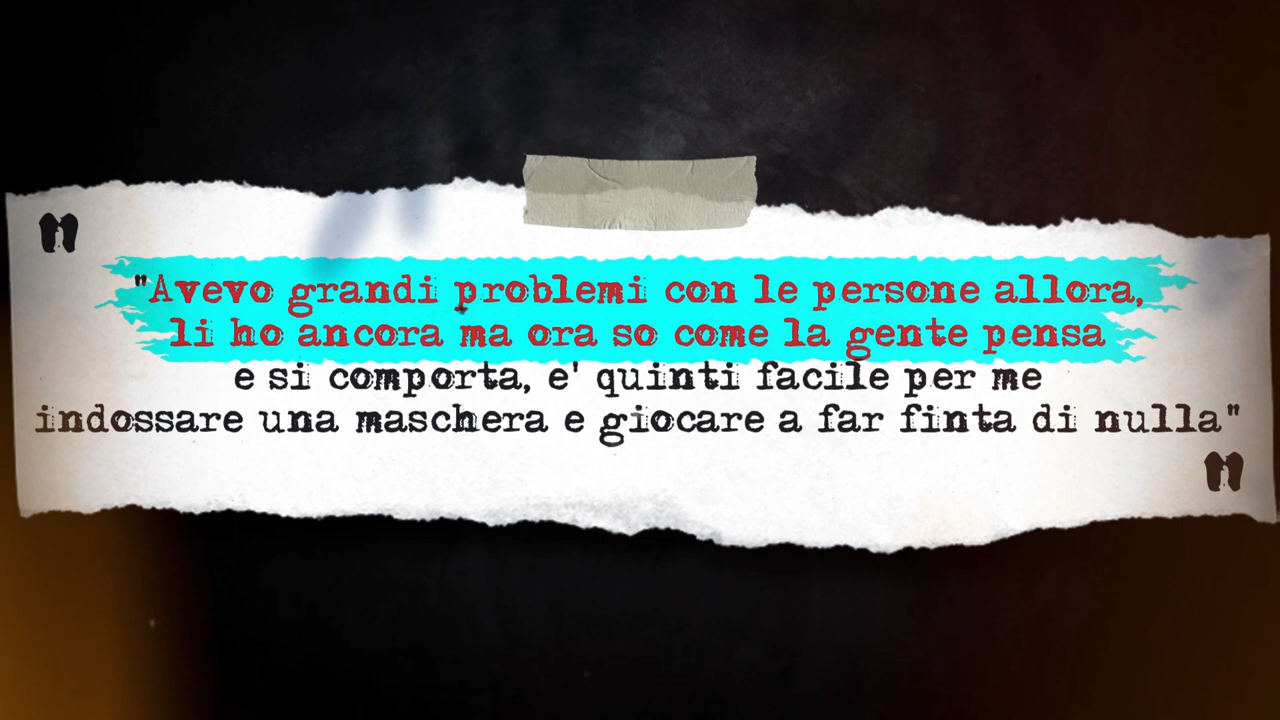 "Avevo grandi problemi con le persone allora,
li ho ancora ma ora so come la gente pensa
e si comporta, e' quinti facile per me
indossare una maschera e giocare a far finta di nulla"